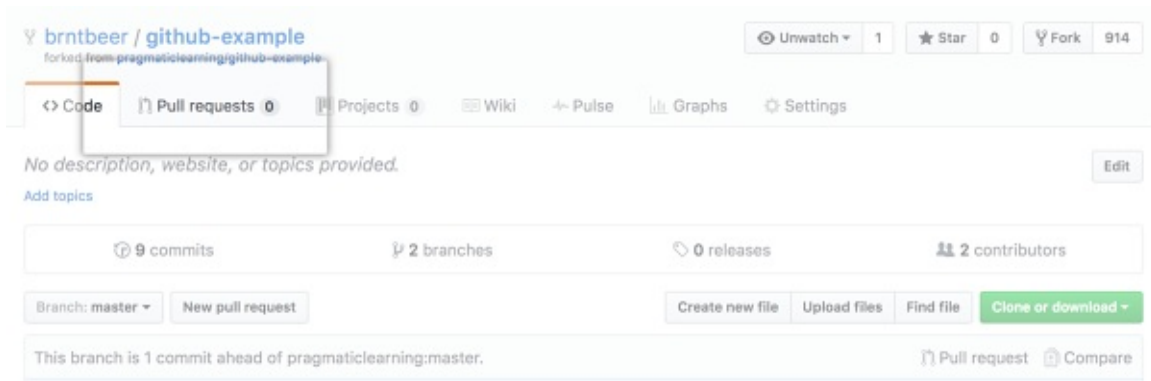 brntbeer / github-example
Unwatch 1 Star 0 Fork 914
forked from pragmaticlearning/github-example
Code Pull requests 0 Projects 0 Wiki Pulse Graphs Settings
No description, website, or topics provided. Edit
Add topics
9 commits 2 branches 0 releases 2 contributors
Branch: master New pull request Create new file Upload files Find file Clone or download
This branch is 1 commit ahead of pragmaticlearning:master. Pull request Compare